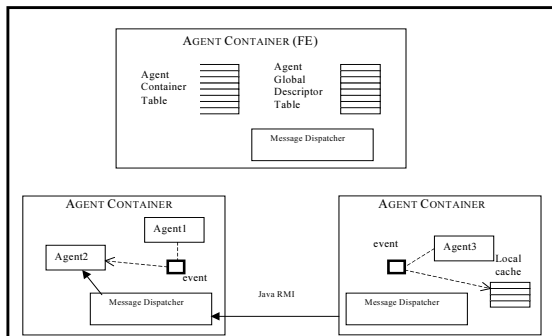 AGENT CONTAINER (FE)
Agent
Container
Table
Agent
Global
Descriptor
Table
Message Dispatcher
AGENT CONTAINER
Agent1
Agent2
event
Message Dispatcher
Java RMI
AGENT CONTAINER
event
Agent3
Local
cache
Message Dispatcher